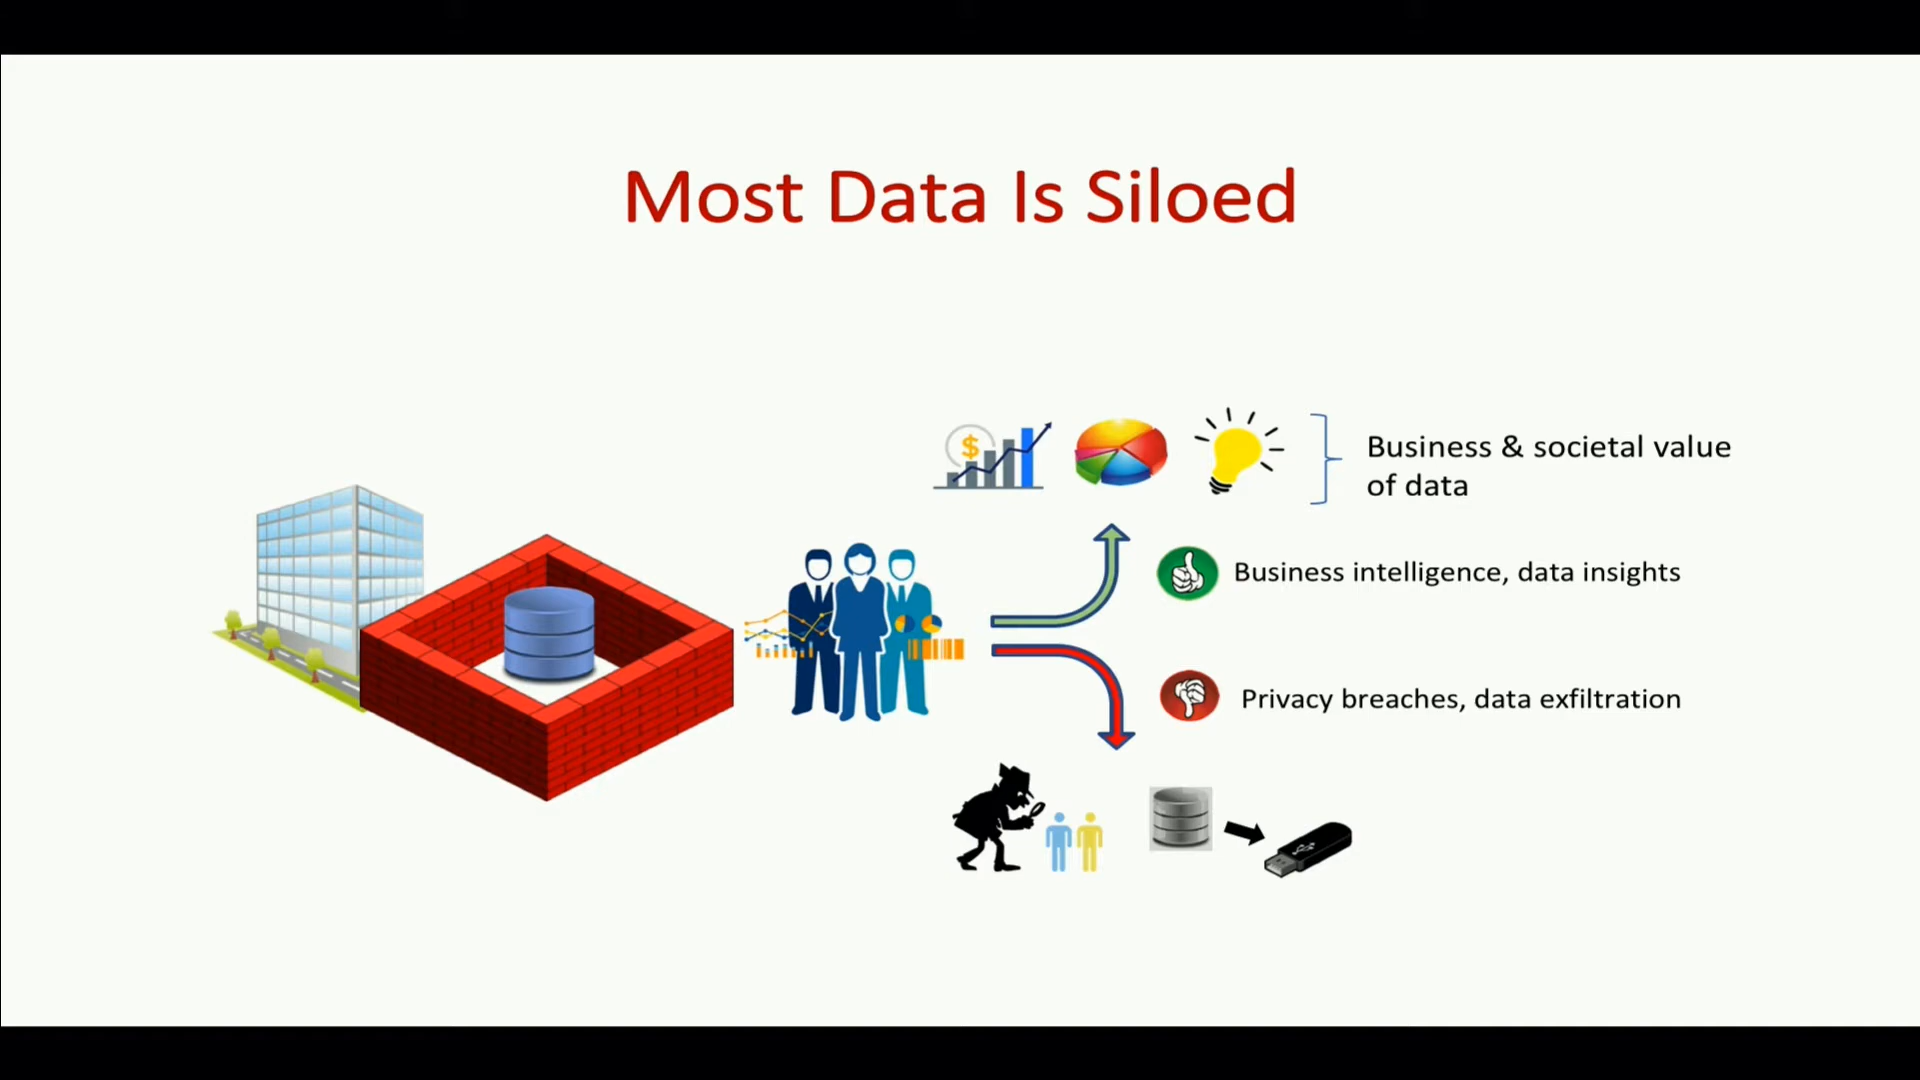 Most Data Is Siloed
$
Business & societal value
of data
Business intelligence, data insights
Privacy breaches, data exfiltration